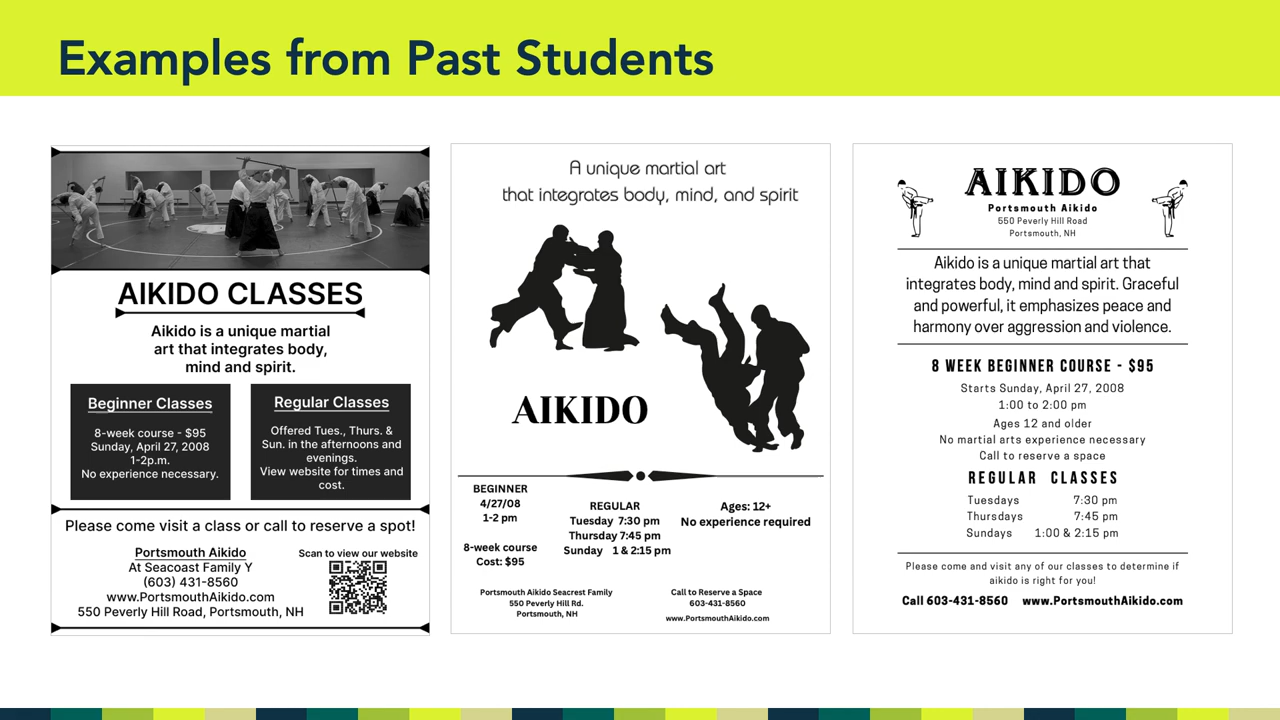 Examples from Past Students
AIKIDO CLASSES
Aikido is a unique martial
art that integrates body,
mind and spirit.
Beginner Classes
8-week course - $95
Sunday, April 27, 2008
1-2p.m.
No experience necessary.
Regular Classes
Offered Tues., Thurs. &
Sun. in the afternoons and
evenings.
View website for times and
cost.
Please come visit a class or call to reserve a spot!
Portsmouth Aikido
At Seacoast Family Y
(603) 431-8560
www.PortsmouthAikido.com
550 Peverly Hill Road, Portsmouth, NH
Scan to view our website
A unique martial art
that integrates body, mind, and spirit
AIKIDO
BEGINNER
4/27/08
1-2 pm
8-week course
Cost: $95
REGULAR
Tuesday 7:30 pm
Thursday 7:45 pm
Sunday 1 & 2:15 pm
Ages: 12+
No experience required
Portsmouth Aikido Seacrest Family
550 Peverly Hill Rd.
Portsmouth, NH
Call to Reserve a Space
603-431-8560
www.PortsmouthAikido.com
AIKIDO
Portsmouth Aikido
550 Peverly Hill Road
Portsmouth, NH
Aikido is a unique martial art that
integrates body, mind and spirit. Graceful
and powerful, it emphasizes peace and
harmony over aggression and violence.
8 WEEK BEGINNER COURSE - $95
Starts Sunday, April 27, 2008
1:00 to 2:00 pm
Ages 12 and older
No martial arts experience necessary
Call to reserve a space
REGULAR CLASSES
Tuesdays 7:30 pm
Thursdays 7:45 pm
Sundays 1:00 & 2:15 pm
Please come and visit any of our classes to determine if
aikido is right for you!
Call 603-431-8560 www.PortsmouthAikido.com